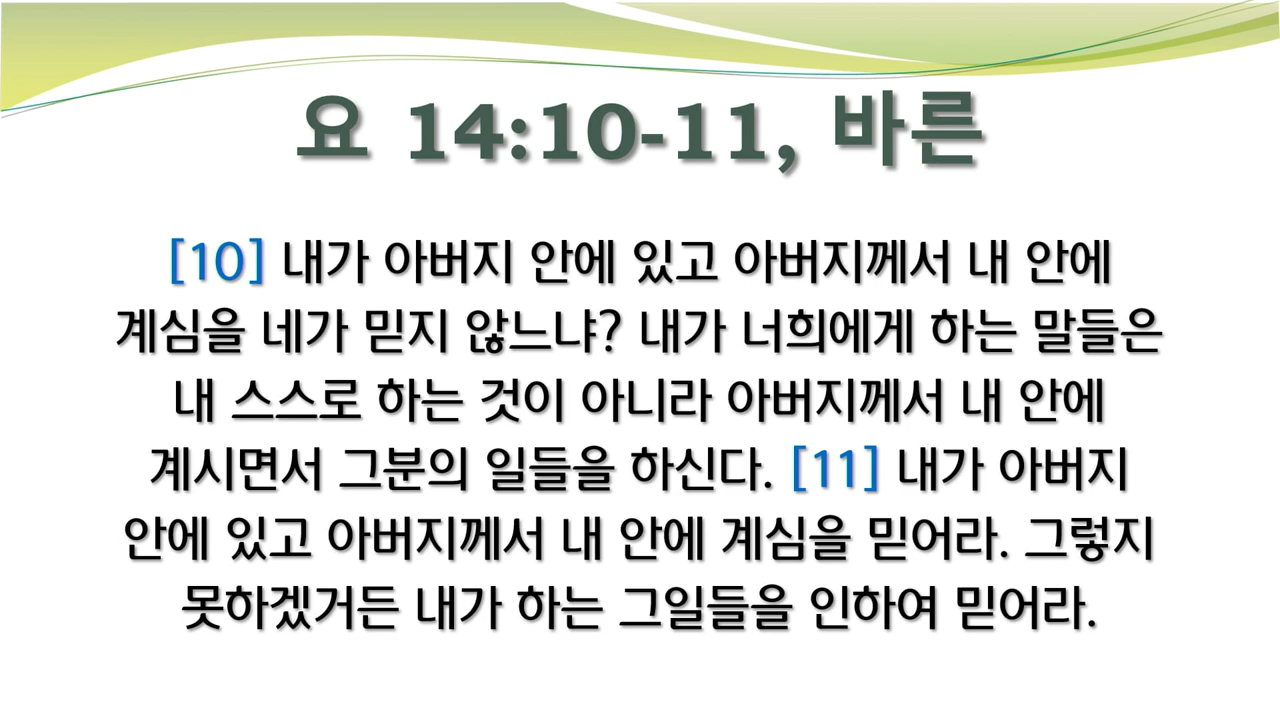 요 14:10-11, 바른
[10] 내가 아버지 안에 있고 아버지께서 내 안에
계심을 네가 믿지 않느냐? 내가 너희에게 하는 말들은
내 스스로 하는 것이 아니라 아버지께서 내 안에
계시면서 그분의 일들을 하신다. [11] 내가 아버지
안에 있고 아버지께서 내 안에 계심을 믿어라. 그렇지
못하겠거든 내가 하는 그일들을 인하여 믿어라.